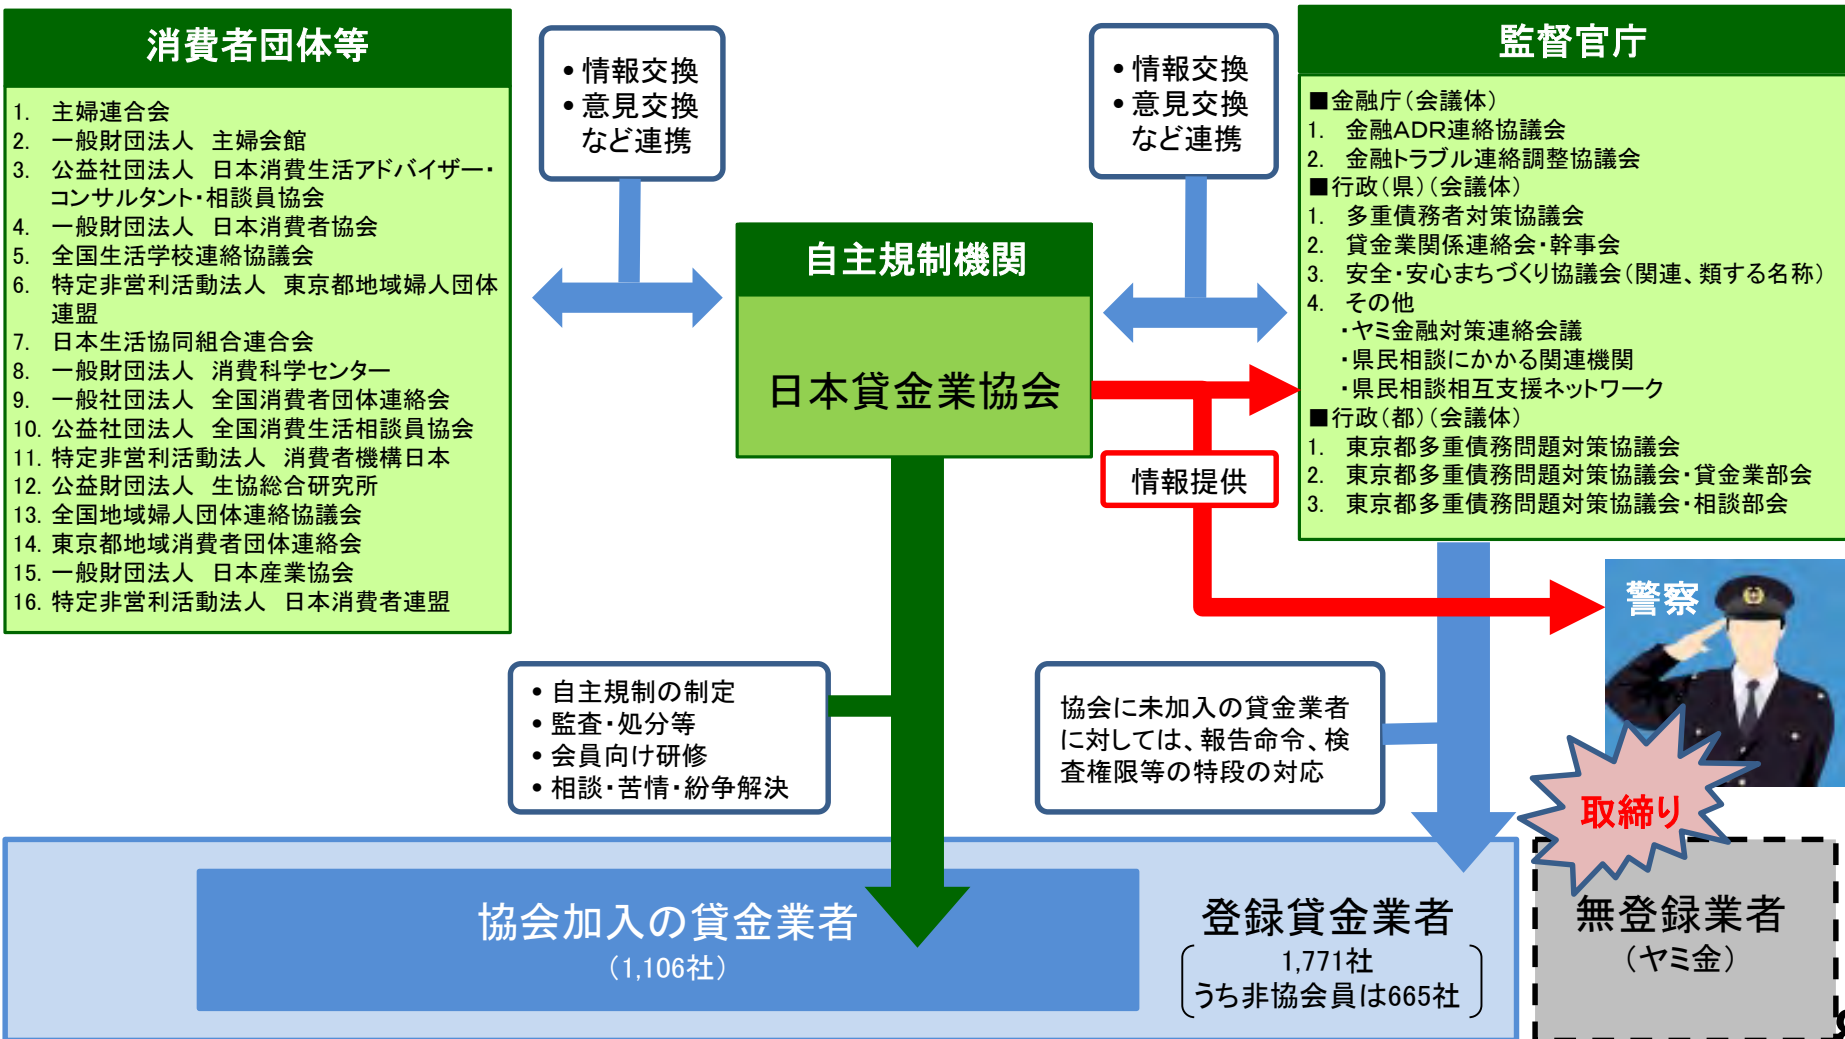 消費者団体等
1. 主婦連合会
2. 一般財団法人 主婦会館
3. 公益社団法人 日本消費生活アドバイザー・
コンサルタント・相談員協会
4. 一般財団法人 日本消費者協会
5. 全国生活学校連絡協議会
6. 特定非営利活動法人 東京都地域婦人団体
連盟
7. 日本生活協同組合連合会
8. 一般財団法人 消費科学センター
9. 一般社団法人 全国消費者団体連絡会
10. 公益社団法人 全国消費生活相談員協会
11. 特定非営利活動法人 消費者機構日本
12. 公益財団法人 生協総合研究所
13. 全国地域婦人団体連絡協議会
14. 東京都地域消費者団体連絡会
15. 一般財団法人 日本産業協会
16. 特定非営利活動法人 日本消費者連盟
• 情報交換
• 意見交換
など連携
自主規制機関
日本貸金業協会
• 情報交換
• 意見交換
など連携
監督官庁
■金融庁(会議体)
1. 金融ADR連絡協議会
2. 金融トラブル連絡調整協議会
■行政(県)(会議体)
1. 多重債務者対策協議会
2. 貸金業関係連絡会・幹事会
3. 安全・安心まちづくり協議会(関連、類する名称)
4. その他
・ヤミ金融対策連絡会議
・県民相談にかかる関連機関
・県民相談相互支援ネットワーク
■行政(都)(会議体)
1. 東京都多重債務問題対策協議会
2. 東京都多重債務問題対策協議会・貸金業部会
3. 東京都多重債務問題対策協議会・相談部会
情報提供
警察
• 自主規制の制定
• 監査・処分等
• 会員向け研修
• 相談・苦情・紛争解決
協会に未加入の貸金業者
に対しては、報告命令、検
査権限等の特段の対応
取締り
協会加入の貸金業者
(1,106社)
登録貸金業者
1,771社
うち非協会員は665社
無登録業者
(ヤミ金)